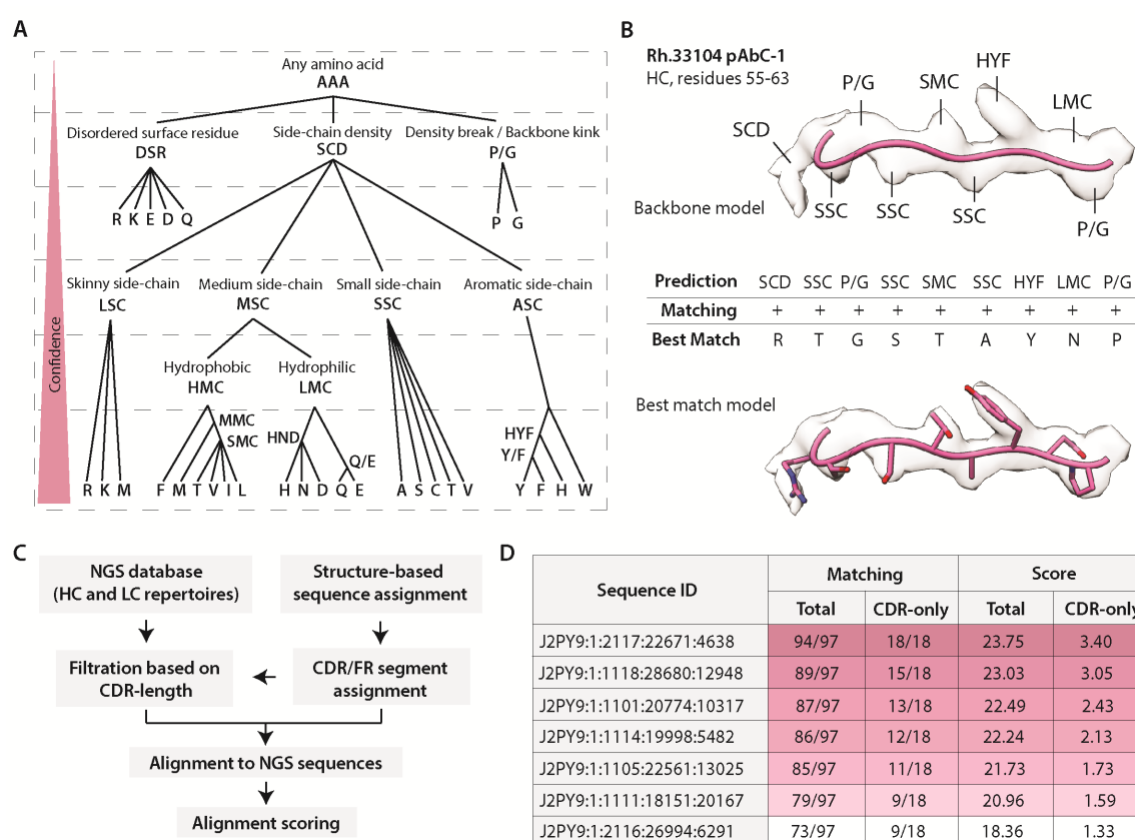 A
Any amino acid
AAA
Disordered surface residue
DSR
Side-chain density
SCD
Density break / Backbone kink
P/G
R K E D Q
P G
Skinny side-chain
LSC
Medium side-chain
MSC
Small side-chain
SSC
Aromatic side-chain
ASC
Confidence
Hydrophobic
HMC
Hydrophilic
LMC
MMC
SMC
HND
Q/E
HYF
Y/F
R K M
F M T V I L
H N D Q E
A S C T V
Y F H W
B
Rh.33104 pAbC-1
HC, residues 55-63
SCD
P/G
SMC
HYF
LMC
SSC
SSC
SSC
P/G
Backbone model
Prediction SCD SSC P/G SSC SMC SSC HYF LMC P/G
Matching + + + + + + + + +
Best Match R T G S T A Y N P
Best match model
C
NGS database
(HC and LC repertoires)
Structure-based
sequence assignment
Filtration based on
CDR-length
CDR/FR segment
assignment
Alignment to NGS sequences
Alignment scoring
D
Sequence ID Matching Score
Total CDR-only Total CDR-only
J2PY9:1:2117:22671:4638 94/97 18/18 23.75 3.40
J2PY9:1:1118:28680:12948 89/97 15/18 23.03 3.05
J2PY9:1:1101:20774:10317 87/97 13/18 22.49 2.43
J2PY9:1:1114:19998:5482 86/97 12/18 22.24 2.13
J2PY9:1:1105:22561:13025 85/97 11/18 21.73 1.73
J2PY9:1:1111:18151:20167 79/97 9/18 20.96 1.59
J2PY9:1:2116:26994:6291 73/97 9/18 18.36 1.33